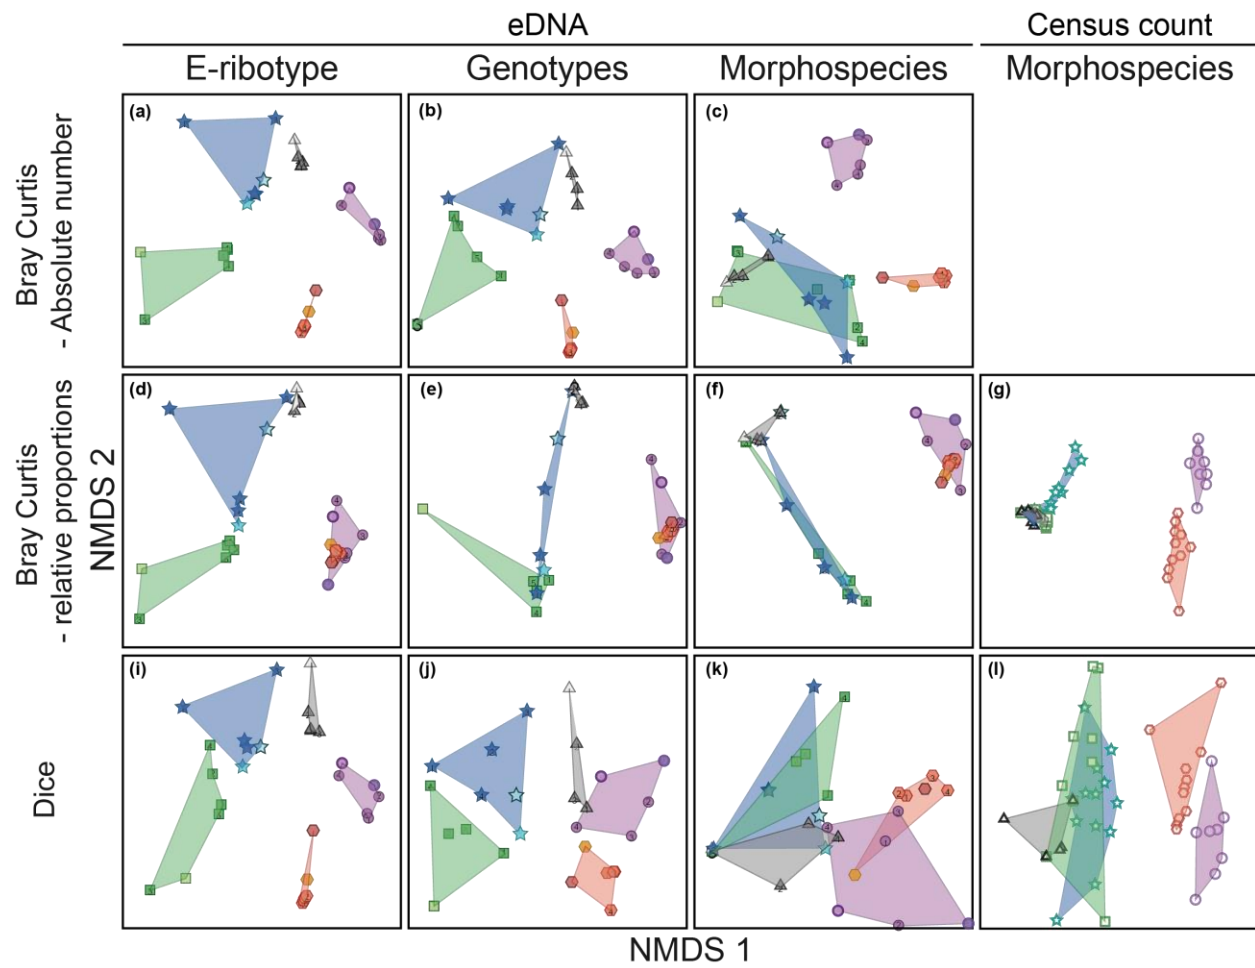 eDNA
Census count
E-ribotype
Genotypes
Morphospecies
Morphospecies
Bray Curtis
- Absolute number
(a)
(b)
(c)
Bray Curtis
- relative proportions
NMDS 2
(d)
(e)
(f)
(g)
Dice
(i)
(j)
(k)
(l)
NMDS 1